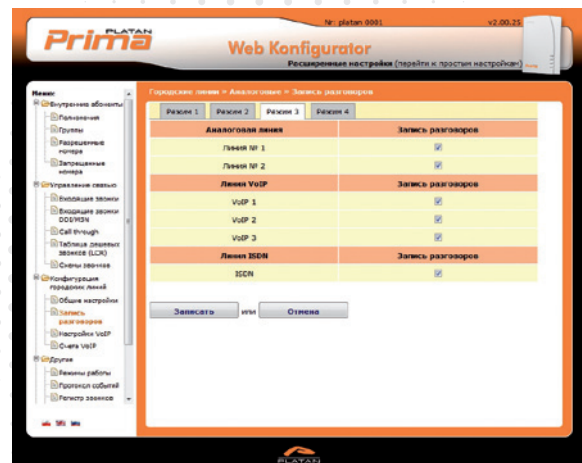 PLATAN
Prima
Nr: platan 0001
v2.00.25
Web Konfigurator
Расширенные настройки (перейти к простым настройкам)
Городские линии » Аналоговые » Запись разговоров
Меню:
Внутренние абоненты
Полномочия
Группы
Разрешенные номера
Запрещенные номера
Управление связью
Входящие звонки
Входящие звонки DDI/MSN
Call through
Таблица дешевых звонков (LCR)
Схемы звонков
Конфигурация городских линий
Общие настройки
Запись разговоров
Настройки VoIP
Счета VoIP
Другие
Режимы работы
Протокол событий
Регистр звонков
Режим 1 Режим 2 Режим 3 Режим 4
Аналоговая линия Запись разговоров
Линия № 1
Линия № 2
Линия VoIP Запись разговоров
VoIP 1
VoIP 2
VoIP 3
Линия ISDN Запись разговоров
ISDN
Записать или Отмена
PLATAN